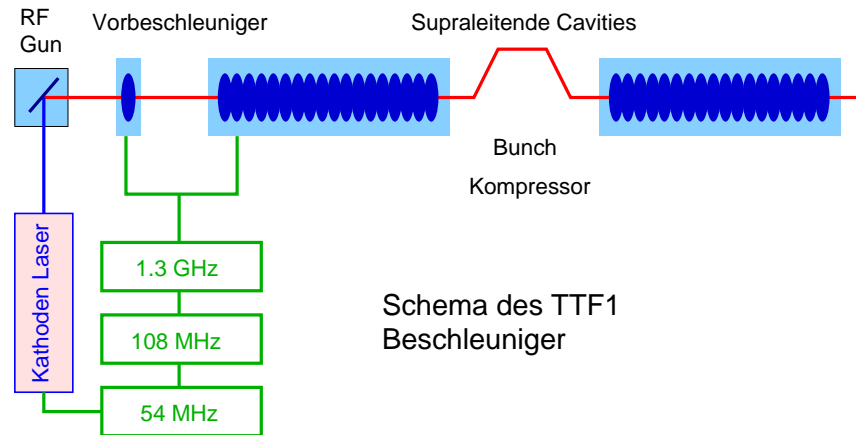 RF
Gun
Vorbeschleuniger
Supraleitende Cavities
Bunch
Kompressor
Kathoden Laser
1.3 GHz
108 MHz
54 MHz
Schema des TTF1
Beschleuniger